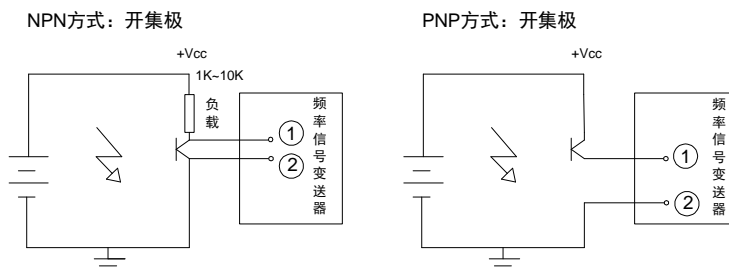 NPN方式：开集极
+Vcc
1K~10K
负载
①
②
频率信号变送器
PNP方式：开集极
+Vcc
①
②
频率信号变送器